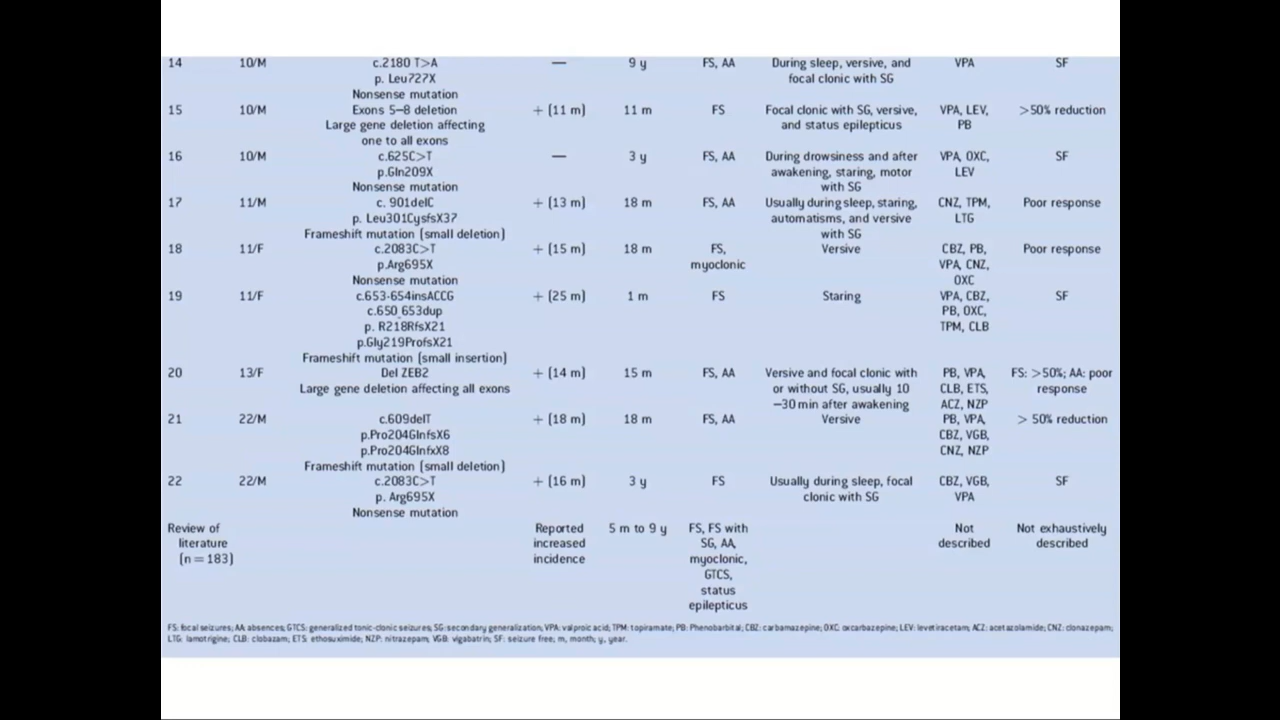 14 10/M c.2180 T>A — 9 y FS, AA During sleep, versive, and VPA SF
p. Leu727X focal clonic with SG
Nonsense mutation
15 10/M Exons 5–8 deletion + (11 m) 11 m FS Focal clonic with SG, versive, VPA, LEV, >50% reduction
Large gene deletion affecting and status epilepticus PB
one to all exons
16 10/M c.625C>T — 3 y FS, AA During drowsiness and after VPA, OXC, SF
p.Gln209X awakening, staring, motor LEV
Nonsense mutation with SG
17 11/M c. 901delC + (13 m) 18 m FS, AA Usually during sleep, staring, CNZ, TPM, Poor response
p. Leu301CysfsX37 automatisms, and versive LTG
Frameshift mutation (small deletion) with SG
18 11/F c.2083C>T + (15 m) 18 m FS, Versive CBZ, PB, Poor response
p.Arg695X myoclonic VPA, CNZ,
Nonsense mutation OXC
19 11/F c.653-654insACCG + (25 m) 1 m FS Staring VPA, CBZ, SF
c.650_653dup PB, OXC,
p. R218RfsX21 TPM, CLB
p.Gly219ProfsX21
Frameshift mutation (small insertion)
20 13/F Del ZEB2 + (14 m) 15 m FS, AA Versive and focal clonic with PB, VPA, FS: >50%; AA: poor
Large gene deletion affecting all exons or without SG, usually 10 CLB, ETS, response
–30 min after awakening ACZ, NZP
21 22/M c.609delT + (18 m) 18 m FS, AA Versive PB, VPA, > 50% reduction
p.Pro204GlnfsX6 CBZ, VGB,
p.Pro204GlnfxX8 CNZ, NZP
Frameshift mutation (small deletion)
22 22/M c.2083C>T + (16 m) 3 y FS Usually during sleep, focal CBZ, VGB, SF
p. Arg695X clonic with SG VPA
Nonsense mutation
Review of Reported 5 m to 9 y FS, FS with Not Not exhaustively
literature increased SG, AA, described described
(n = 183) incidence myoclonic,
GTCS,
status
epilepticus
FS: focal seizures; AA: absences; GTCS: generalized tonic-clonic seizures; SG: secondary generalization; VPA: valproic acid; TPM: topiramate; PB: Phenobarbital; CBZ: carbamazepine; OXC: oxcarbazepine; LEV: levetiracetam; ACZ: acetazolamide; CNZ: clonazepam;
LTG: lamotrigine; CLB: clobazam; ETS: ethosuximide; NZP: nitrazepam; VGB: vigabatrin; SF: seizure free; m, month; y, year.